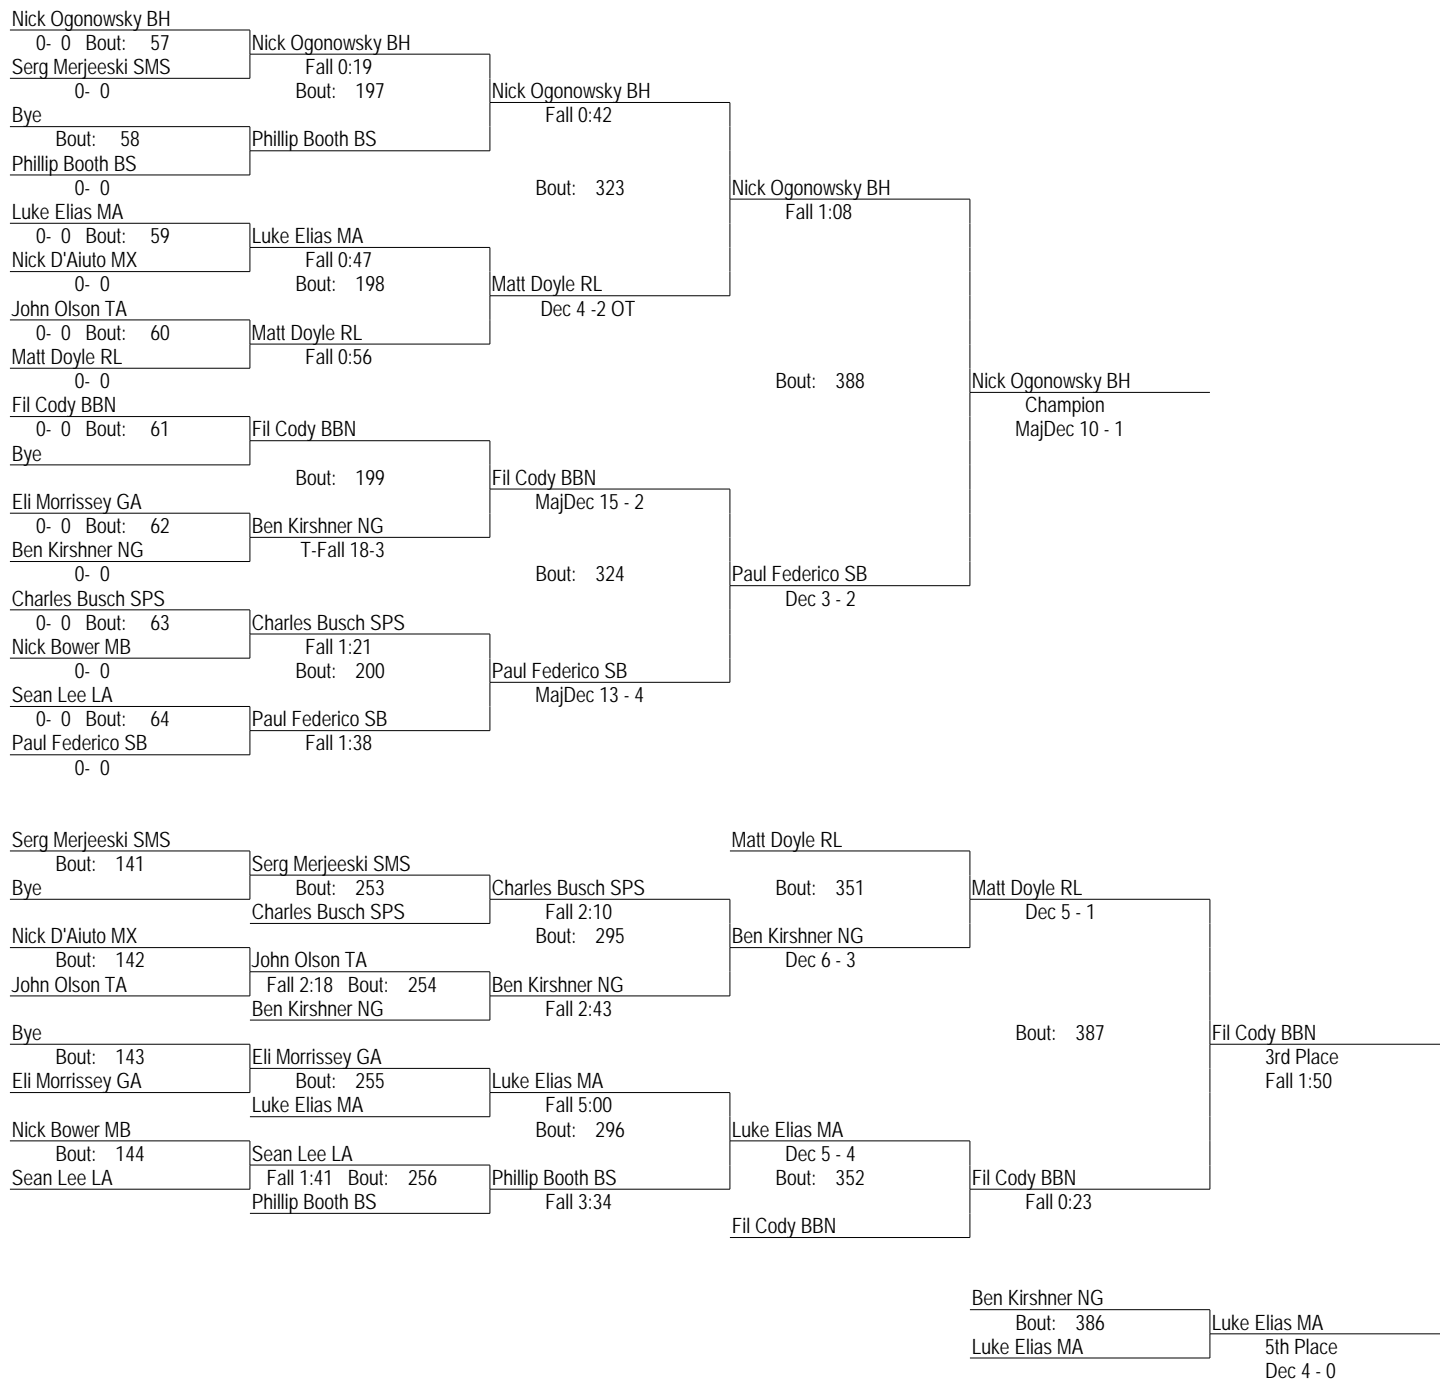 Nick Ogonowsky BH
0- 0 Bout: 57
Serg Merjeeski SMS
0- 0
Bye
Bout: 58
Phillip Booth BS
0- 0
Luke Elias MA
0- 0 Bout: 59
Nick D'Aiuto MX
0- 0
John Olson TA
0- 0 Bout: 60
Matt Doyle RL
0- 0
Fil Cody BBN
0- 0 Bout: 61
Bye
Eli Morrissey GA
0- 0 Bout: 62
Ben Kirshner NG
0- 0
Charles Busch SPS
0- 0 Bout: 63
Nick Bower MB
0- 0
Sean Lee LA
0- 0 Bout: 64
Paul Federico SB
0- 0
Nick Ogonowsky BH
Fall 0:19
Bout: 197
Phillip Booth BS
Luke Elias MA
Fall 0:47
Bout: 198
Matt Doyle RL
Fall 0:56
Fil Cody BBN
Bout: 199
Ben Kirshner NG
T-Fall 18-3
Charles Busch SPS
Fall 1:21
Bout: 200
Paul Federico SB
Fall 1:38
Nick Ogonowsky BH
Fall 0:42
Bout: 323
Matt Doyle RL
Dec 4 -2 OT
Fil Cody BBN
MajDec 15 - 2
Bout: 324
Paul Federico SB
MajDec 13 - 4
Nick Ogonowsky BH
Fall 1:08
Bout: 388
Paul Federico SB
Dec 3 - 2
Nick Ogonowsky BH
Champion
MajDec 10 - 1
Serg Merjeeski SMS
Bout: 141
Bye
Nick D'Aiuto MX
Bout: 142
John Olson TA
Bye
Bout: 143
Eli Morrissey GA
Nick Bower MB
Bout: 144
Sean Lee LA
Serg Merjeeski SMS
Bout: 253
Charles Busch SPS
John Olson TA
Fall 2:18 Bout: 254
Ben Kirshner NG
Eli Morrissey GA
Bout: 255
Luke Elias MA
Sean Lee LA
Fall 1:41 Bout: 256
Phillip Booth BS
Charles Busch SPS
Fall 2:10
Bout: 295
Ben Kirshner NG
Fall 2:43
Luke Elias MA
Fall 5:00
Bout: 296
Phillip Booth BS
Fall 3:34
Matt Doyle RL
Bout: 351
Ben Kirshner NG
Dec 6 - 3
Luke Elias MA
Dec 5 - 4
Bout: 352
Fil Cody BBN
Matt Doyle RL
Dec 5 - 1
Bout: 387
Fil Cody BBN
Fall 0:23
Fil Cody BBN
3rd Place
Fall 1:50
Ben Kirshner NG
Bout: 386
Luke Elias MA
Luke Elias MA
5th Place
Dec 4 - 0